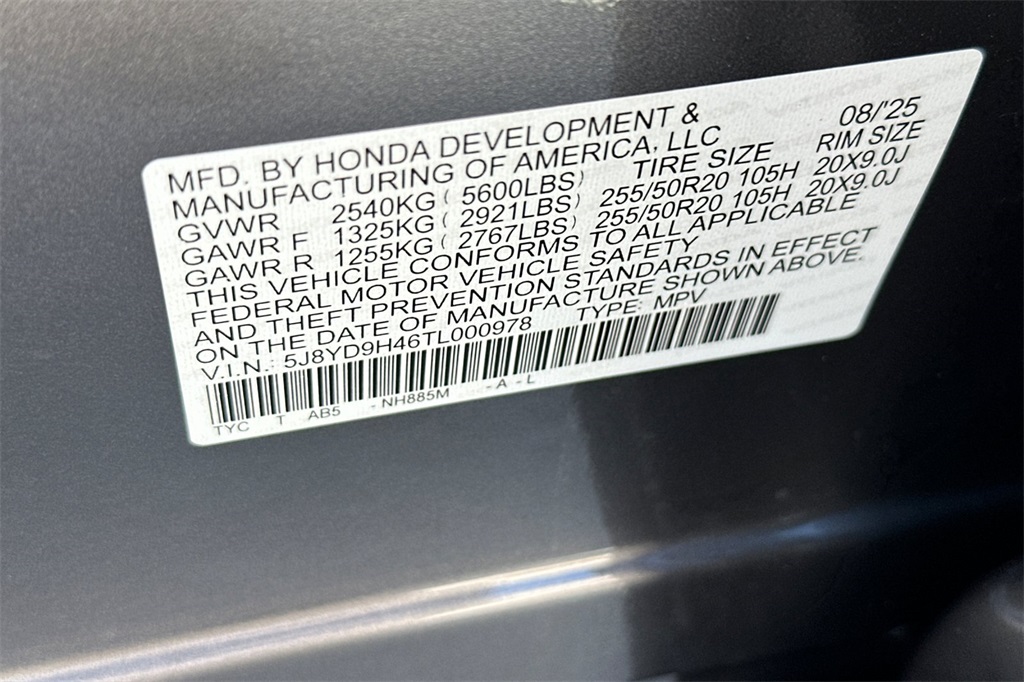 08/'25
MFD. BY HONDA DEVELOPMENT &
MANUFACTURING OF AMERICA, LLC
TIRE SIZE RIM SIZE
GVWR 2540KG ( 5600LBS)
GAWR F 1325KG ( 2921LBS) 255/50R20 105H 20X9.0J
GAWR R 1255KG ( 2767LBS) 255/50R20 105H 20X9.0J
THIS VEHICLE CONFORMS TO ALL APPLICABLE
FEDERAL MOTOR VEHICLE SAFETY
AND THEFT PREVENTION STANDARDS IN EFFECT
ON THE DATE OF MANUFACTURE SHOWN ABOVE.
V.I.N.: 5J8YD9H46TL000978 TYPE: MPV
TYC T AB5 -NH885M -A-L